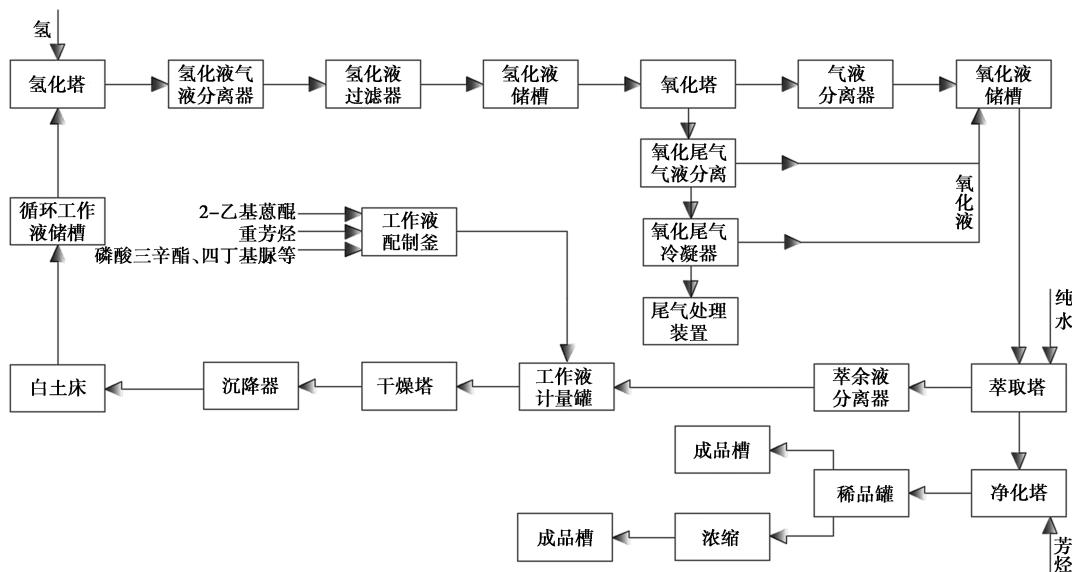 氢
氢化塔
氢化液气
液分离器
氢化液
过滤器
氢化液
储槽
氧化塔
气液
分离器
氧化液
储槽
氧化尾气
气液分离
氧化液
循环工作
液储槽
2-乙基蒽醌
重芳烃
磷酸三辛酯、四丁基脲等
工作液
配制釜
氧化尾气
冷凝器
尾气处理
装置
纯水
白土床
沉降器
干燥塔
工作液
计量罐
萃余液
分离器
萃取塔
成品槽
稀品罐
净化塔
成品槽
浓缩
芳烃